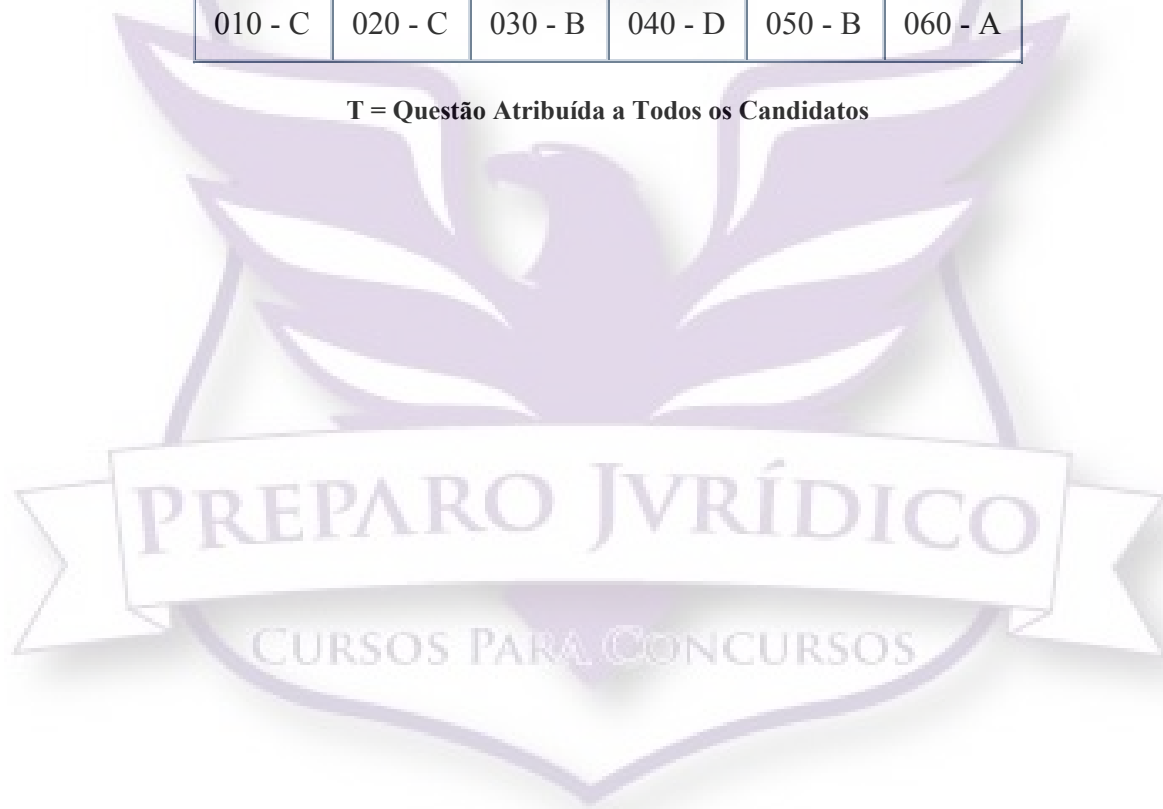 010 - C 020 - C 030 - B 040 - D 050 - B 060 - A
T = Questão Atribuída a Todos os Candidatos
PREPARO JVRÍDICO
CURSOS PARA CONCURSOS